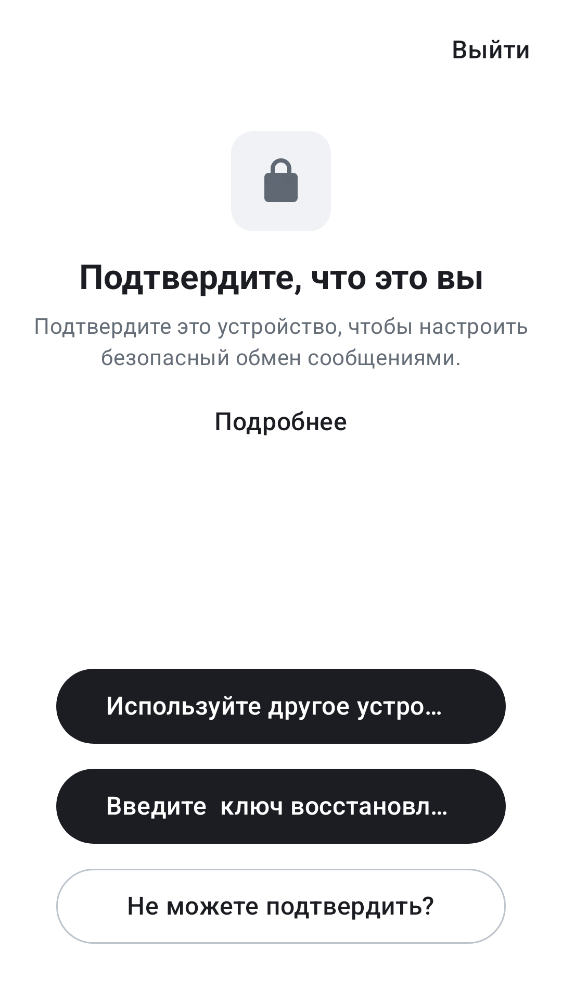 Выйти
Подтвердите, что это вы
Подтвердите это устройство, чтобы настроить
безопасный обмен сообщениями.
Подробнее
Используйте другое устро...
Введите  ключ восстановл...
Не можете подтвердить?